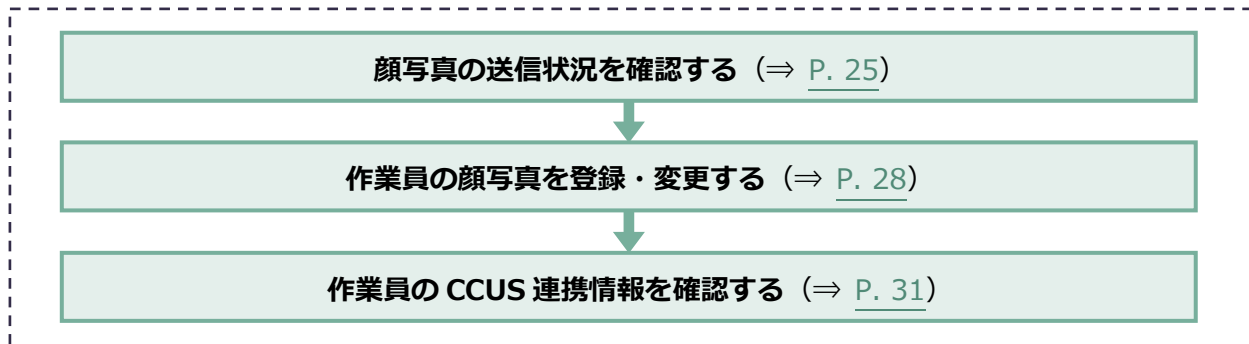 顔写真の送信状況を確認する（⇒ P. 25）
作業員の顔写真を登録・変更する（⇒ P. 28）
作業員の CCUS 連携情報を確認する（⇒ P. 31）